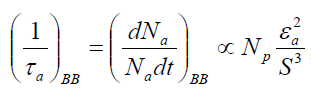 (1/τ_a)_BB = (dN_a/N_a dt)_BB ∝ N_p ε_a^2/S^3